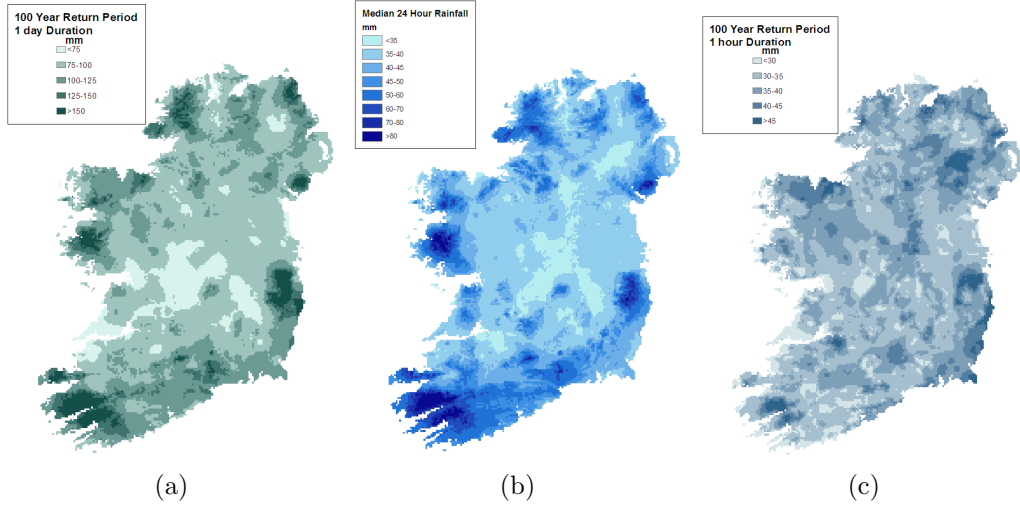 100 Year Return Period
1 day Duration
mm
<75
75-100
100-125
125-150
>150
(a)
Median 24 Hour Rainfall
mm
<35
35-40
40-45
45-50
50-60
60-70
70-80
>80
(b)
100 Year Return Period
1 hour Duration
mm
<30
30-35
35-40
40-45
>45
(c)